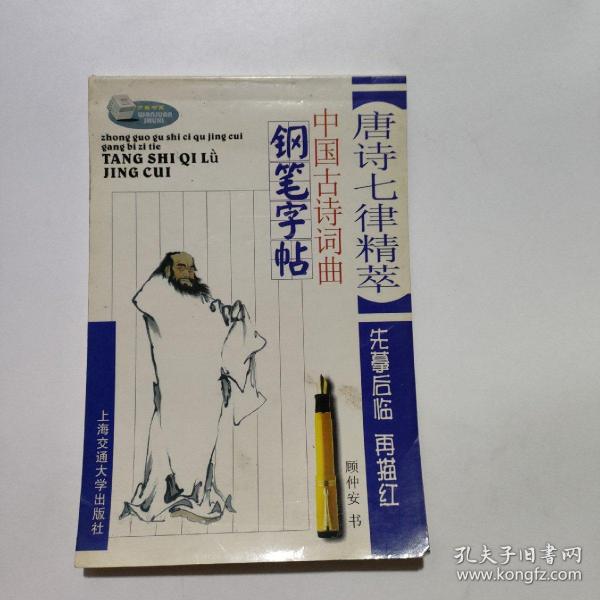 WANJUAN
SHUXI
zhong guo gu shi ci qu jing cui
gang bi zi tie
TANG SHI QI Lǜ
JING CUI
唐诗七律精萃
中国古诗词曲
钢笔字帖
先摹后临 再描红
顾仲安 书
上海交通大学出版社
孔夫子旧书网
www.kongfz.com